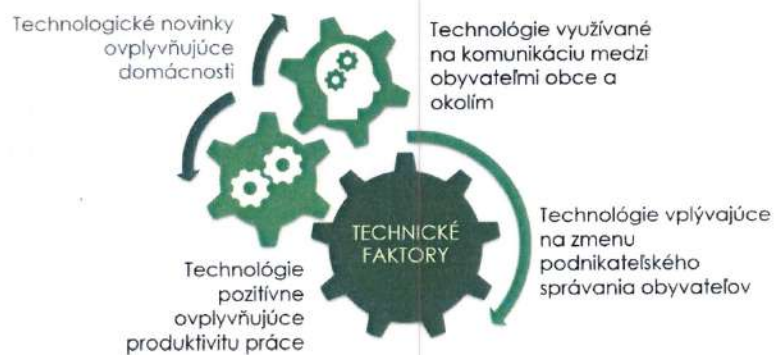 Technologické novinky
ovplyvňujúce
domácnosti
Technológie využívané
na komunikáciu medzi
obyvateľmi obce a
okolím
TECHNICKÉ
FAKTORY
Technológie vplývajúce
na zmenu
podnikateľského
správania obyvateľov
Technológie
pozitívne
ovplyvňujúce
produktivitu práce